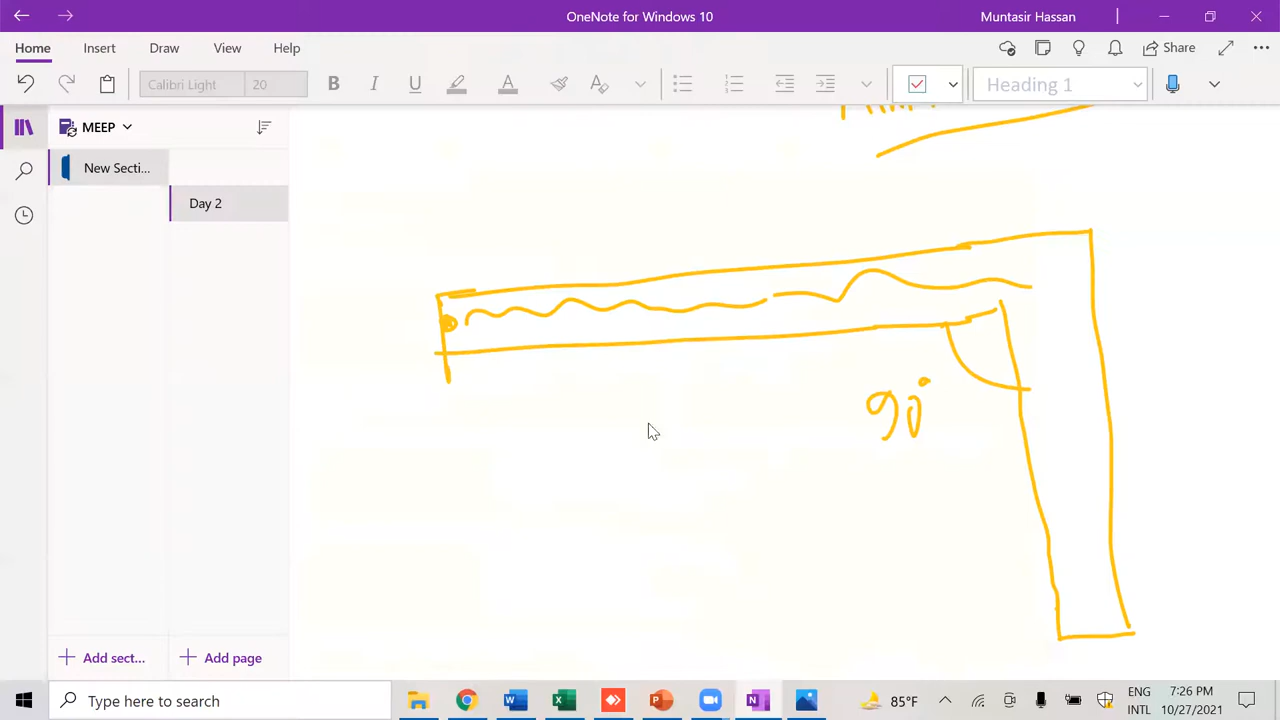 OneNote for Windows 10
Muntasir Hassan
Home Insert Draw View Help
Share
Calibri Light 20 B I U A Heading 1
MEEP
New Secti...
Day 2
90°
Add sect...
Add page
Type here to search
85°F
ENG
INTL
7:26 PM
10/27/2021